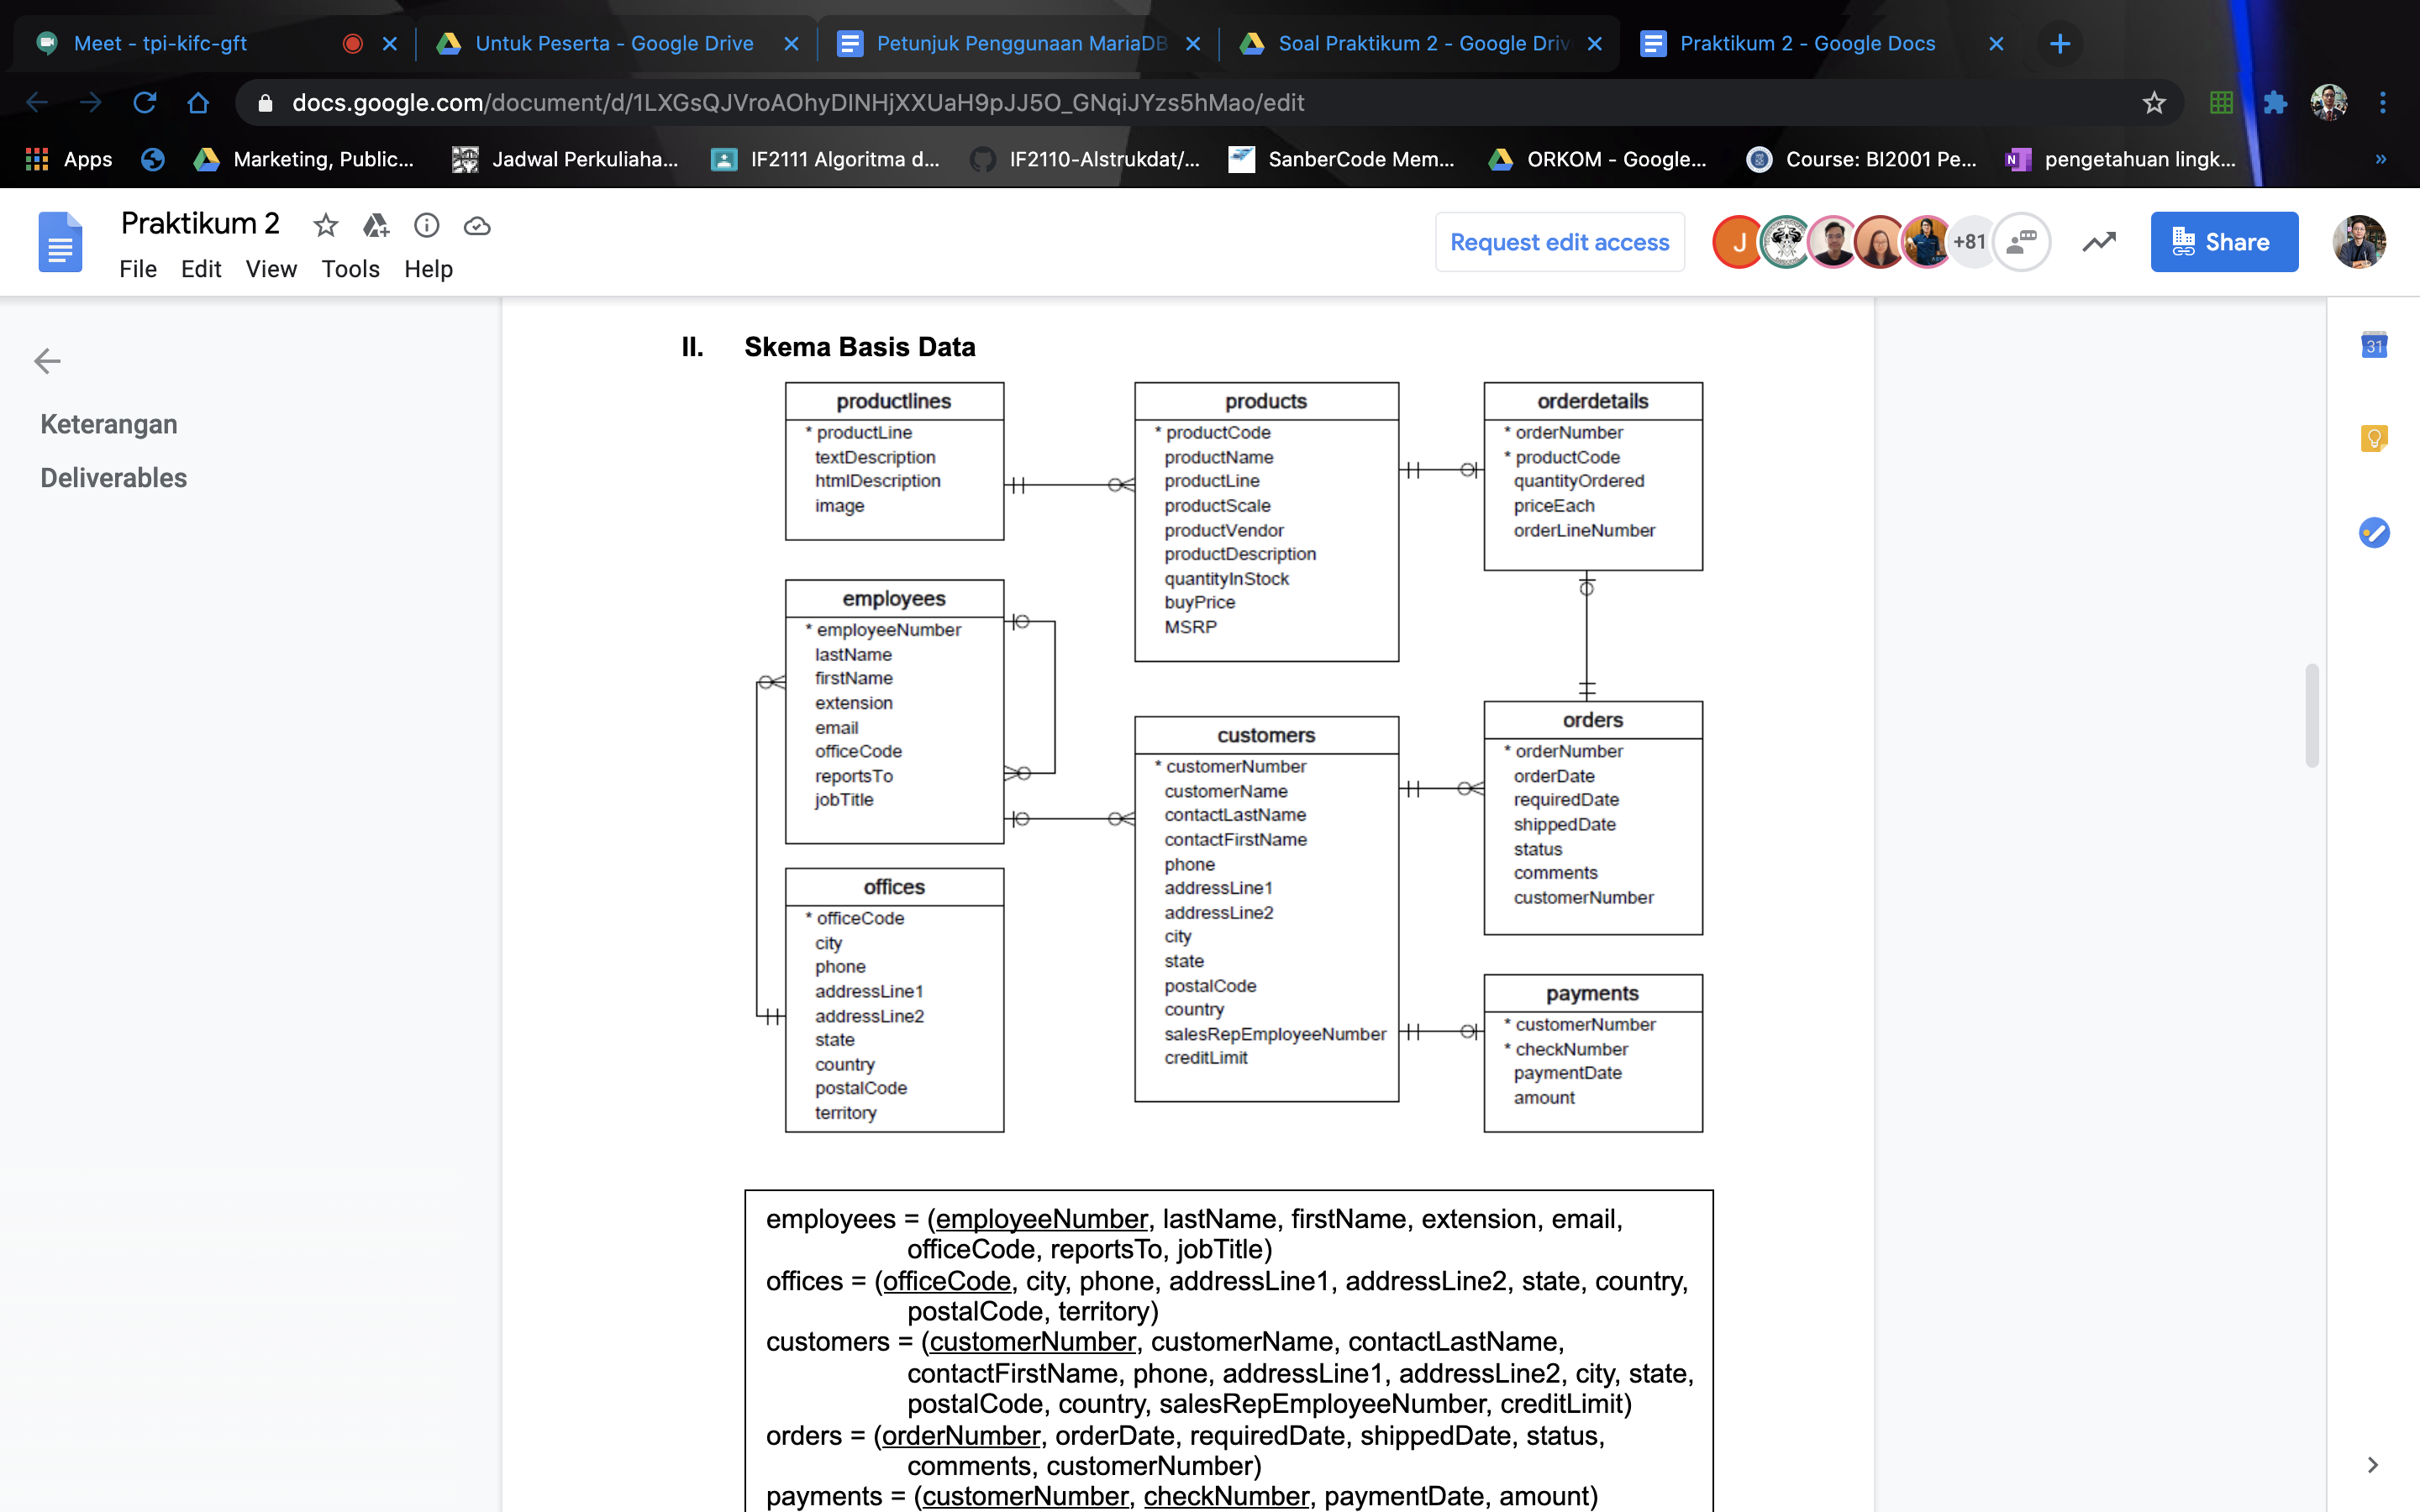 Meet - tpi-kifc-gft
Untuk Peserta - Google Drive
Petunjuk Penggunaan MariaDB
Soal Praktikum 2 - Google Driv
Praktikum 2 - Google Docs
docs.google.com/document/d/1LXGsQJVroAOhyDINHjXXUaH9pJJ5O_GNqiJYzs5hMao/edit
Apps
Marketing, Public...
Jadwal Perkuliaha...
IF2111 Algoritma d...
IF2110-Alstrukdat/...
SanberCode Mem...
ORKOM - Google...
Course: BI2001 Pe...
N
pengetahuan lingk...
»
Praktikum 2
File Edit View Tools Help
Request edit access
J
+81
Share
31
Keterangan
Deliverables
II. Skema Basis Data
productlines
* productLine
textDescription
htmlDescription
image
products
* productCode
productName
productLine
productScale
productVendor
productDescription
quantityInStock
buyPrice
MSRP
orderdetails
* orderNumber
* productCode
quantityOrdered
priceEach
orderLineNumber
employees
* employeeNumber
lastName
firstName
extension
email
officeCode
reportsTo
jobTitle
customers
* customerNumber
customerName
contactLastName
contactFirstName
phone
addressLine1
addressLine2
city
state
postalCode
country
salesRepEmployeeNumber
creditLimit
orders
* orderNumber
orderDate
requiredDate
shippedDate
status
comments
customerNumber
offices
* officeCode
city
phone
addressLine1
addressLine2
state
country
postalCode
territory
payments
* customerNumber
* checkNumber
paymentDate
amount
employees = (employeeNumber, lastName, firstName, extension, email,
officeCode, reportsTo, jobTitle)
offices = (officeCode, city, phone, addressLine1, addressLine2, state, country,
postalCode, territory)
customers = (customerNumber, customerName, contactLastName,
contactFirstName, phone, addressLine1, addressLine2, city, state,
postalCode, country, salesRepEmployeeNumber, creditLimit)
orders = (orderNumber, orderDate, requiredDate, shippedDate, status,
comments, customerNumber)
payments = (customerNumber, checkNumber, paymentDate, amount)